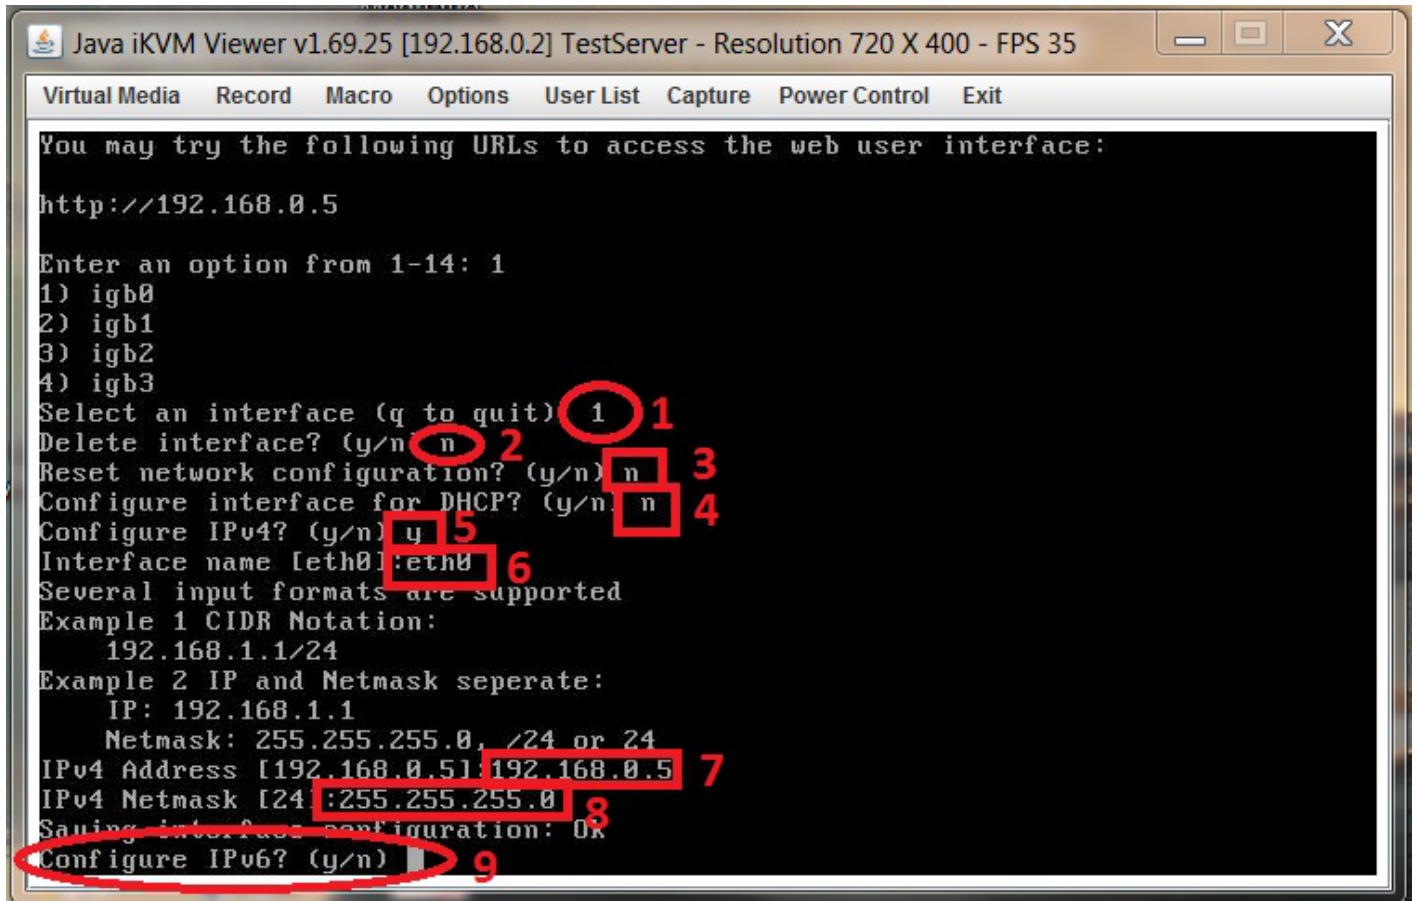 Java iKVM Viewer v1.69.25 [192.168.0.2] TestServer - Resolution 720 X 400 - FPS 35
Virtual Media Record Macro Options User List Capture Power Control Exit
You may try the following URLs to access the web user interface:
http://192.168.0.5
Enter an option from 1-14: 1
1) igb0
2) igb1
3) igb2
4) igb3
Select an interface (q to quit) 1 1
Delete interface? (y/n) n 2
Reset network configuration? (y/n) n 3
Configure interface for DHCP? (y/n) n 4
Configure IPv4? (y/n) y 5
Interface name [eth0]:eth0 6
Several input formats are supported
Example 1 CIDR Notation:
192.168.1.1/24
Example 2 IP and Netmask seperate:
IP: 192.168.1.1
Netmask: 255.255.255.0, /24 or 24
IPv4 Address [192.168.0.5]:192.168.0.5 7
IPv4 Netmask [24]:255.255.255.0 8
Saving interface configuration: Ok
Configure IPv6? (y/n) 9